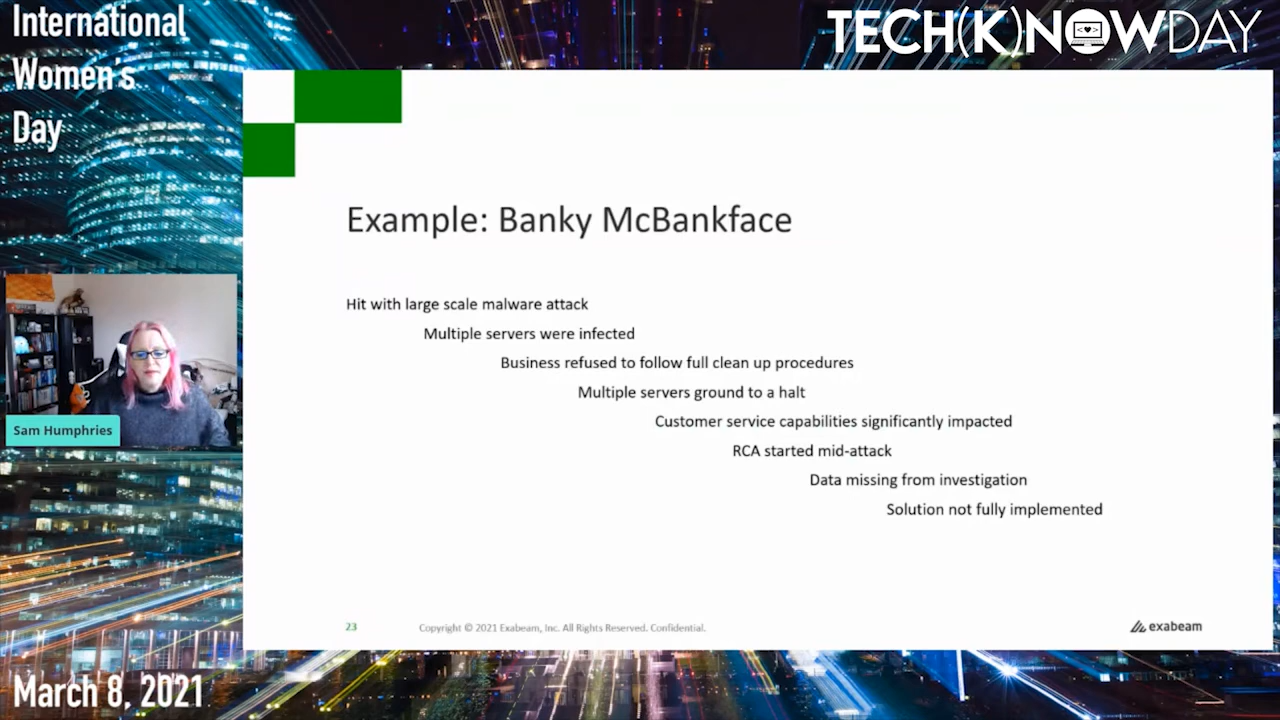 International
Women's
Day
TECH(K)NOWDAY
Example: Banky McBankface
Hit with large scale malware attack
Multiple servers were infected
Business refused to follow full clean up procedures
Multiple servers ground to a halt
Customer service capabilities significantly impacted
RCA started mid-attack
Data missing from investigation
Solution not fully implemented
Sam Humphries
23
Copyright © 2021 Exabeam, Inc. All Rights Reserved. Confidential.
exabeam
March 8, 2021